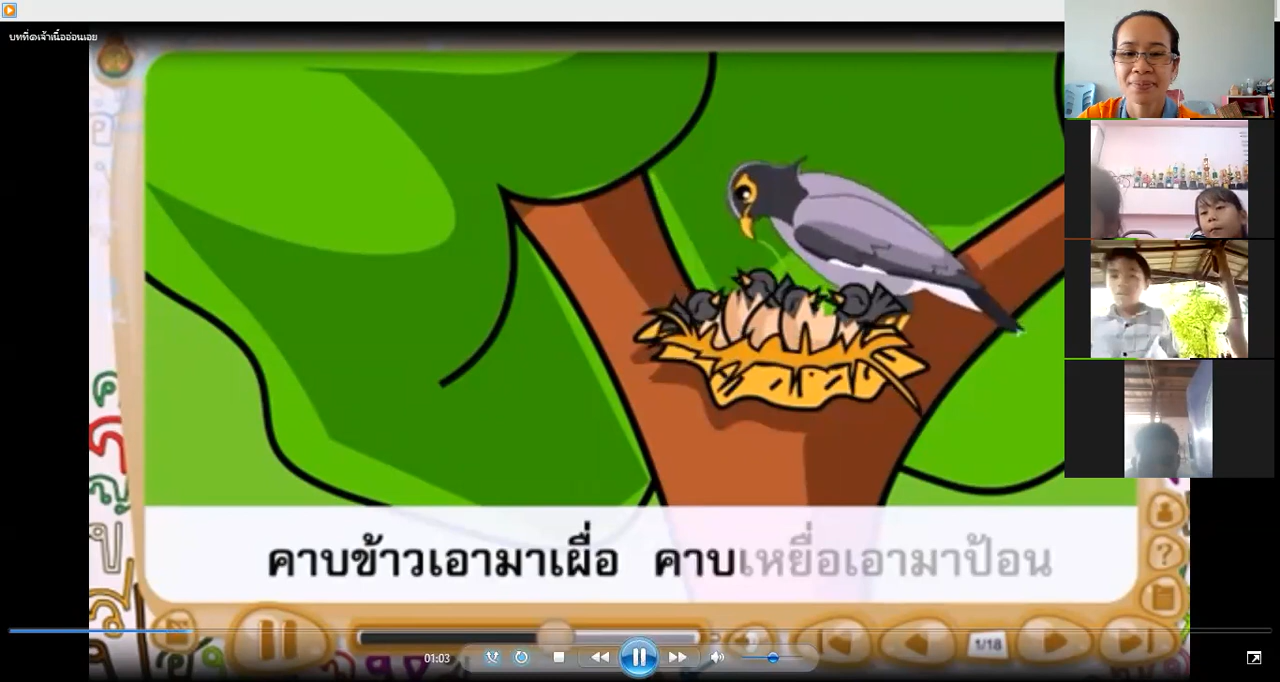 บทที่๑เจ้าเนื้ออ่อนเอย
คาบข้าวเอามาเผื่อ คาบเหยื่อเอามาป้อน
1/18
01:03